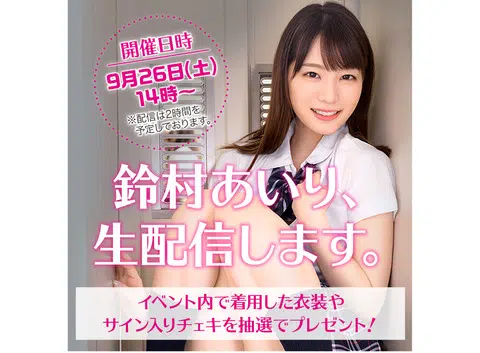 開催日時
9月26日(土)
14時～
※配信は2時間を
予定しております。
鈴村あいり、
生配信します。
イベント内で着用した衣装や
サイン入りチェキを抽選でプレゼント!